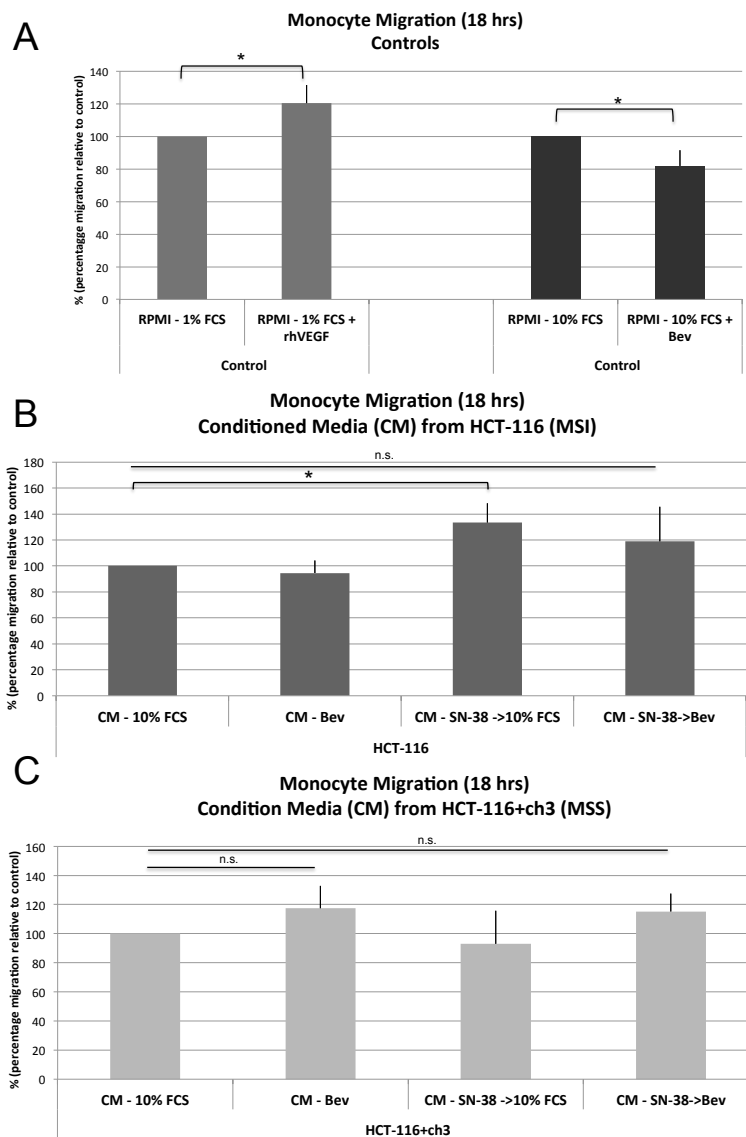 A
Monocyte Migration (18 hrs)
Controls
% (percentagge migration relative to control)
140
120
100
80
60
40
20
0
*
*
RPMI - 1% FCS
RPMI - 1% FCS +
rhVEGF
RPMI - 10% FCS
RPMI - 10% FCS +
Bev
Control
Control
B
Monocyte Migration (18 hrs)
Conditioned Media (CM) from HCT-116 (MSI)
% (percentage migration relative to control)
180
160
140
120
100
80
60
40
20
0
n.s.
*
CM - 10% FCS
CM - Bev
CM - SN-38 ->10% FCS
CM - SN-38->Bev
HCT-116
C
Monocyte Migration (18 hrs)
Condition Media (CM) from HCT-116+ch3 (MSS)
% (percentage migration relative to control)
160
140
120
100
80
60
40
20
0
n.s.
n.s.
CM - 10% FCS
CM - Bev
CM - SN-38 ->10% FCS
CM - SN-38->Bev
HCT-116+ch3